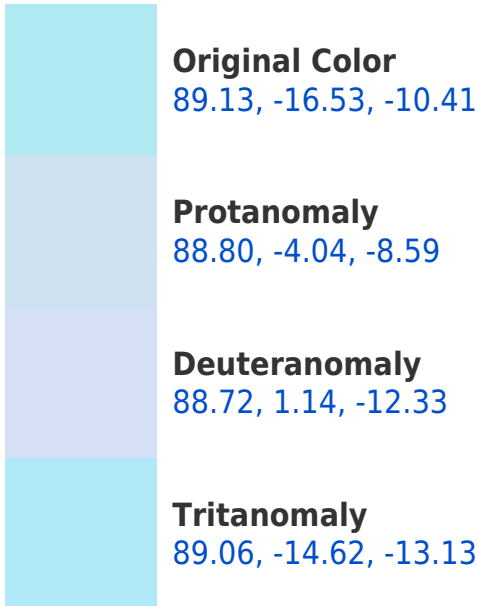 Original Color
89.13, -16.53, -10.41
Protanomaly
88.80, -4.04, -8.59
Deuteranomaly
88.72, 1.14, -12.33
Tritanomaly
89.06, -14.62, -13.13